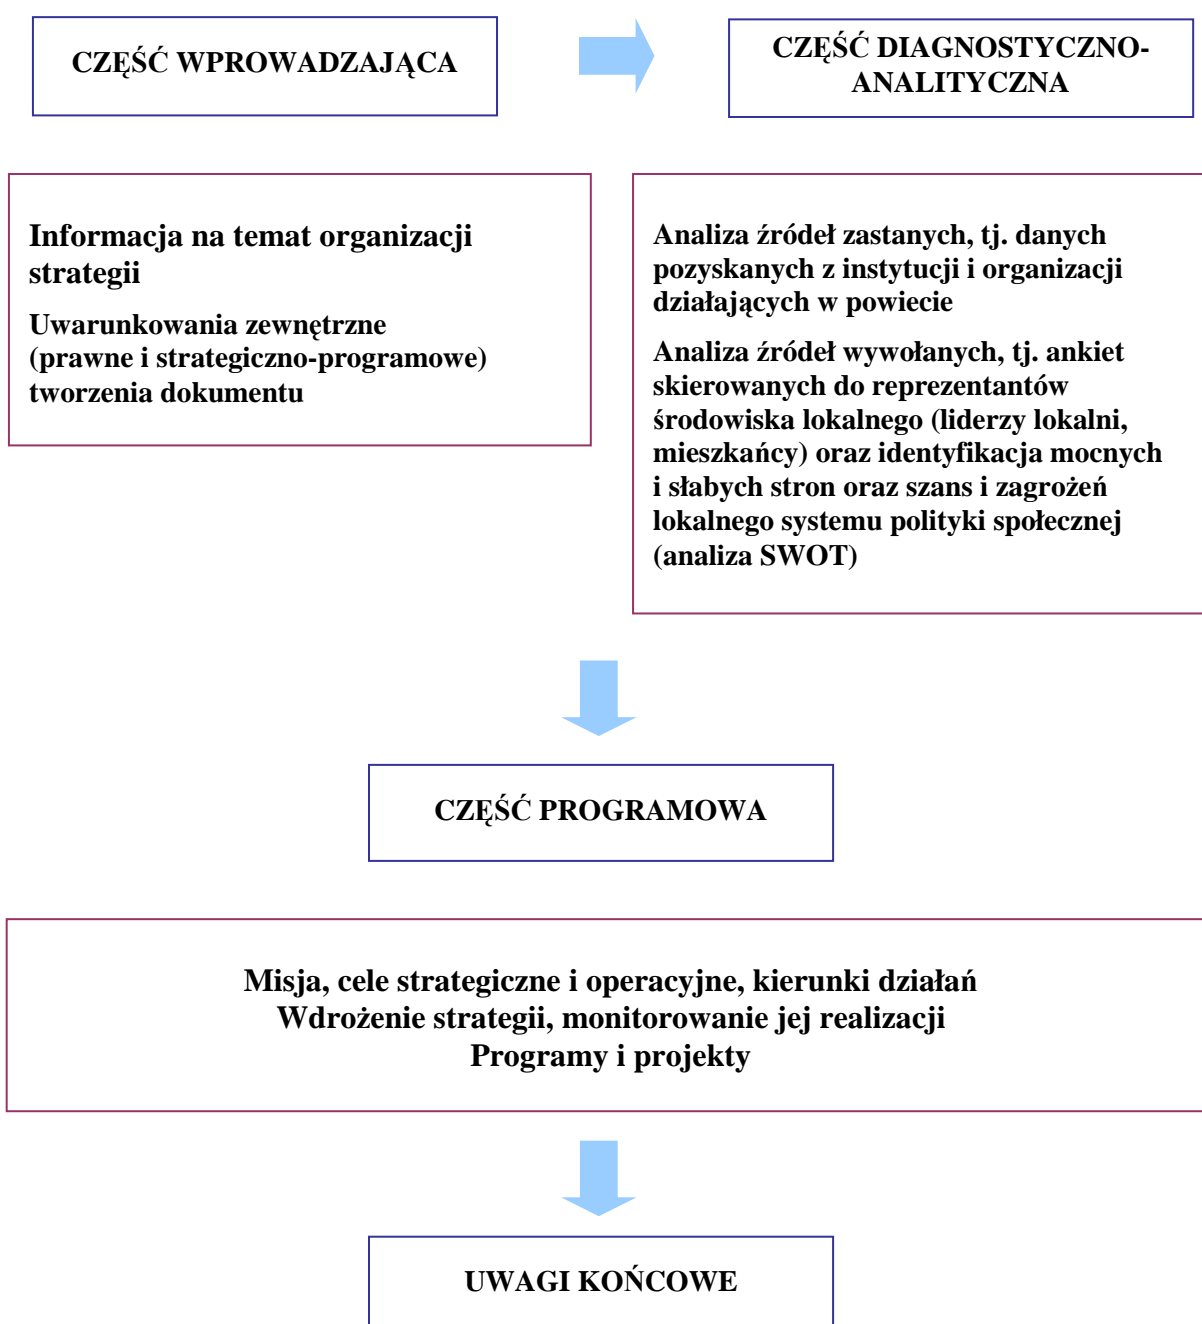 CZĘŚĆ WPROWADZAJĄCA
CZĘŚĆ DIAGNOSTYCZNO-
ANALITYCZNA
Informacja na temat organizacji
strategii
Uwarunkowania zewnętrzne
(prawne i strategiczno-programowe)
tworzenia dokumentu
Analiza źródeł zastanych, tj. danych
pozyskanych z instytucji i organizacji
działających w powiecie
Analiza źródeł wywołanych, tj. ankiet
skierowanych do reprezentantów
środowiska lokalnego (liderzy lokalni,
mieszkańcy) oraz identyfikacja mocnych
i słabych stron oraz szans i zagrożeń
lokalnego systemu polityki społecznej
(analiza SWOT)
CZĘŚĆ PROGRAMOWA
Misja, cele strategiczne i operacyjne, kierunki działań
Wdrożenie strategii, monitorowanie jej realizacji
Programy i projekty
UWAGI KOŃCOWE